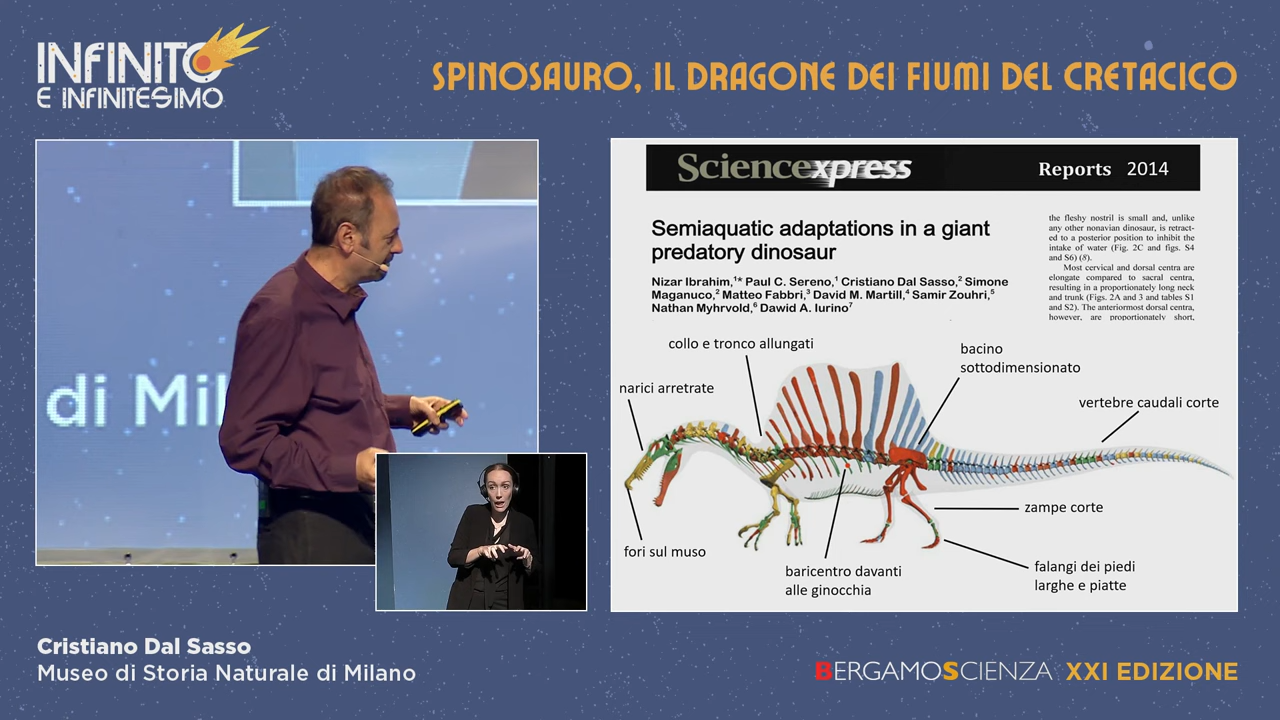 INFINITO
E INFINITESIMO
SPINOSAURO, IL DRAGONE DEI FIUMI DEL CRETACICO
di Mil
Sciencexpress
Reports 2014
Semiaquatic adaptations in a giant
predatory dinosaur
Nizar Ibrahim,¹* Paul C. Sereno,¹ Cristiano Dal Sasso,² Simone
Maganuco,² Matteo Fabbri,³ David M. Martill,⁴ Samir Zouhri,⁵
Nathan Myhrvold,⁶ Dawid A. Iurino⁷
the fleshy nostril is small and, unlike
any other nonavian dinosaur, is retract-
ed to a posterior position to inhibit the
intake of water (Fig. 2C and figs. S4
and S6) (8).
Most cervical and dorsal centra are
elongate compared to sacral centra,
resulting in a proportionately long neck
and trunk (Figs. 2A and 3 and tables S1
and S2). The anteriormost dorsal centra,
however, are proportionately short,
collo e tronco allungati
bacino
sottodimensionato
narici arretrate
vertebre caudali corte
zampe corte
fori sul muso
baricentro davanti
alle ginocchia
falangi dei piedi
larghe e piatte
Cristiano Dal Sasso
Museo di Storia Naturale di Milano
BERGAMOSCIENZA XXI EDIZIONE